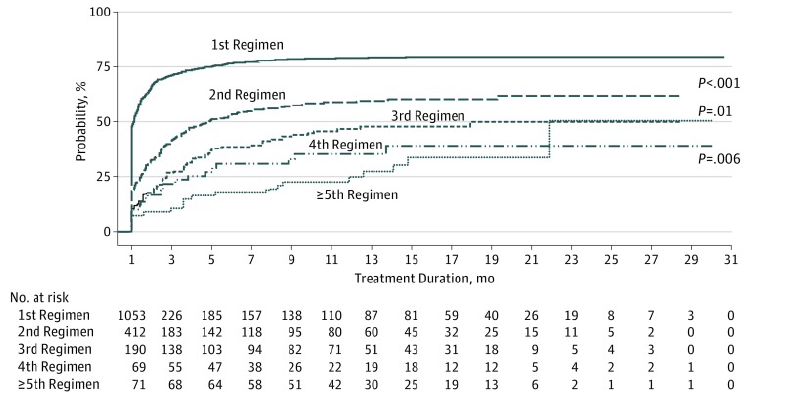 100
75
50
25
0
Probability, %
1st Regimen
2nd Regimen
3rd Regimen
4th Regimen
≥5th Regimen
P<.001
P=.01
P=.006
1 3 5 7 9 11 13 15 17 19 21 23 25 27 29 31
Treatment Duration, mo
No. at risk
1st Regimen 1053 226 185 157 138 110 87 81 59 40 26 19 8 7 3 0
2nd Regimen 412 183 142 118 95 80 60 45 32 25 15 11 5 2 0 0
3rd Regimen 190 138 103 94 82 71 51 43 31 18 9 5 4 3 0 0
4th Regimen 69 55 47 38 26 22 19 18 12 12 5 4 2 2 1 0
≥5th Regimen 71 68 64 58 51 42 30 25 19 13 6 2 1 1 1 0